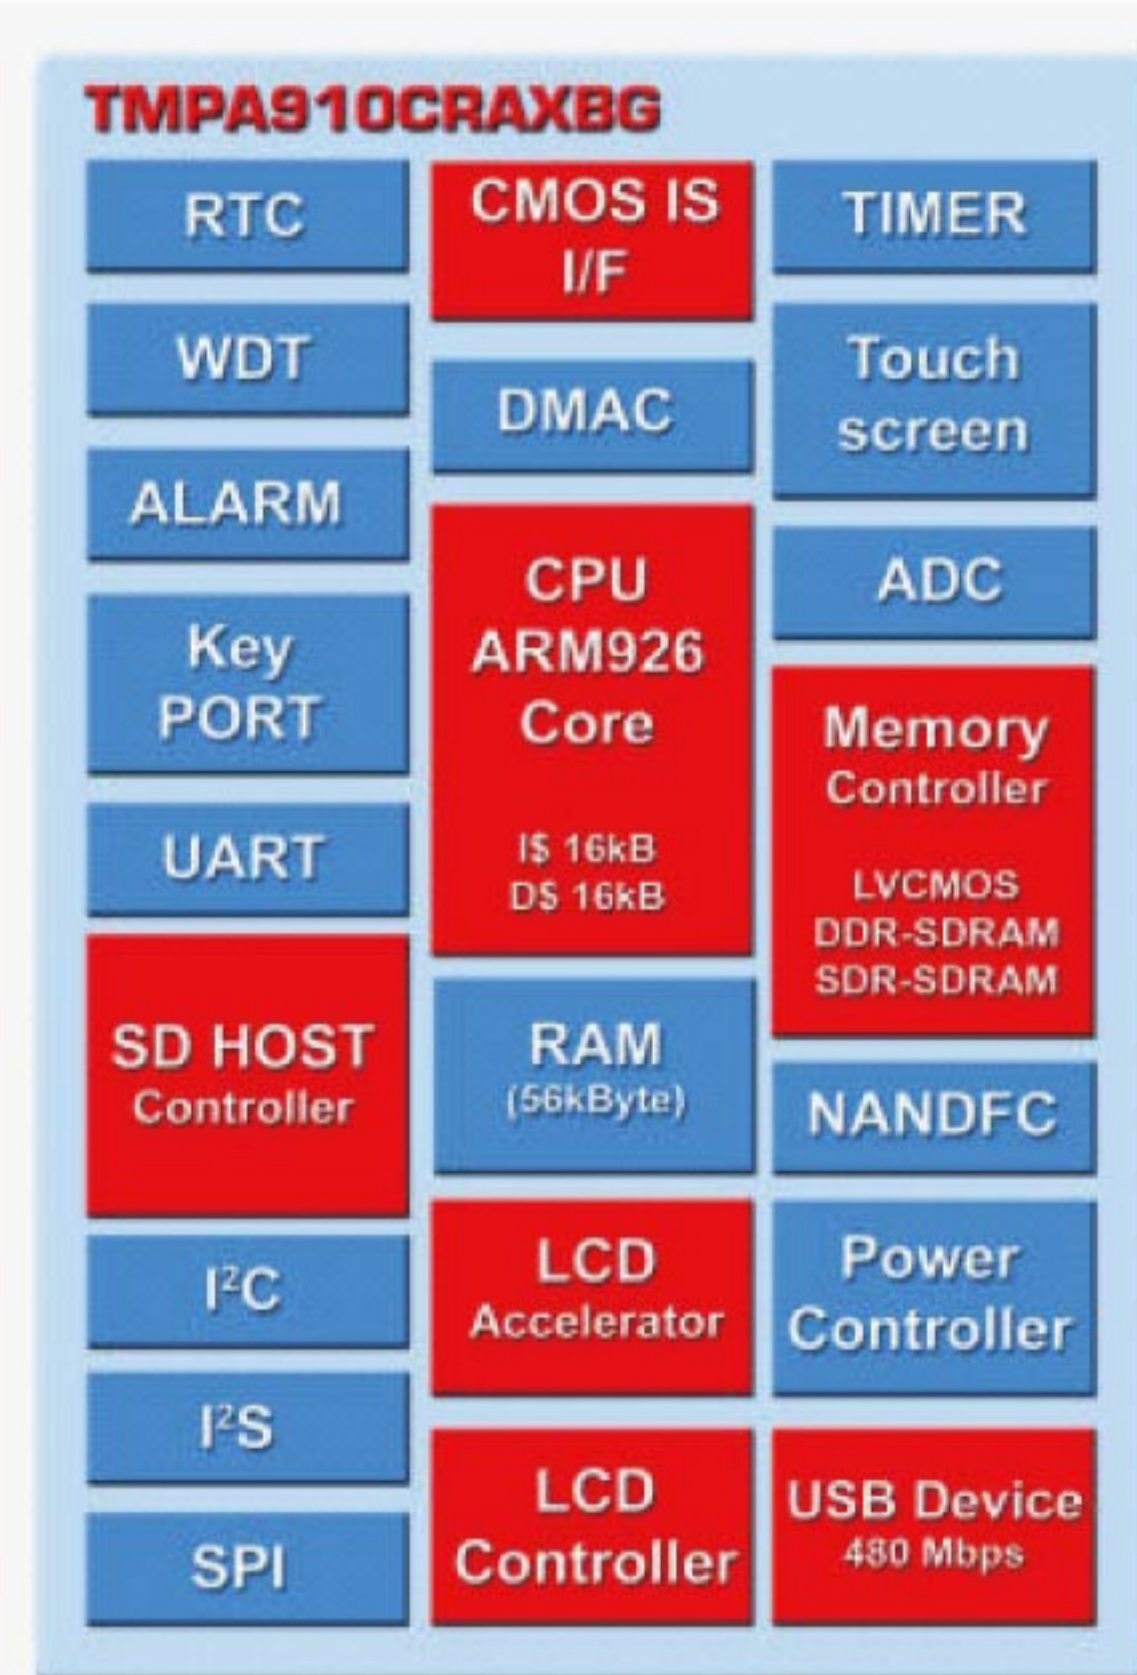 TMPA910CRAXBG
RTC
WDT
ALARM
Key
PORT
UART
SD HOST
Controller
I²C
I²S
SPI
CMOS IS
I/F
DMAC
CPU
ARM926
Core
I$ 16kB
D$ 16kB
RAM
(56kByte)
LCD
Accelerator
LCD
Controller
TIMER
Touch
screen
ADC
Memory
Controller
LVCMOS
DDR-SDRAM
SDR-SDRAM
NANDFC
Power
Controller
USB Device
480 Mbps